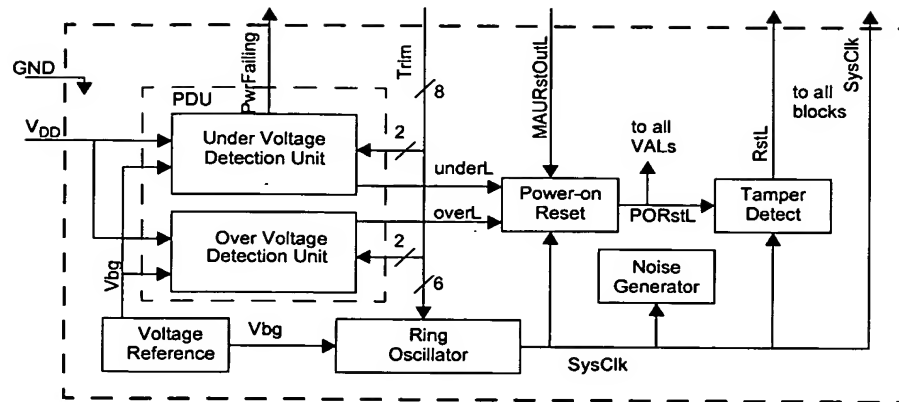 GND
VDD
PDU
PwrFailing
Trim
8
MAURstOutL
RstL
to all
blocks
SysClk
Under Voltage
Detection Unit
2
underL
to all
VALs
Power-on
Reset
PORstL
Tamper
Detect
overL
Over Voltage
Detection Unit
2
Vbg
6
Noise
Generator
Voltage
Reference
Vbg
Ring
Oscillator
SysClk